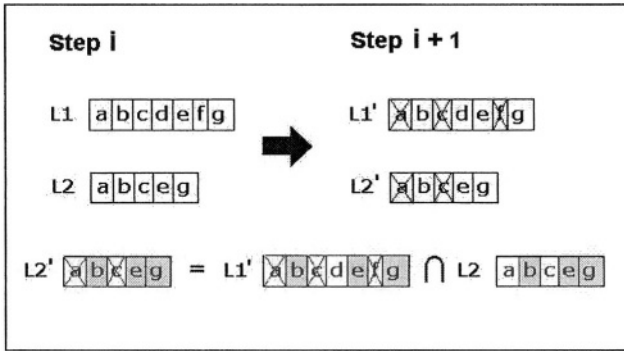 Step i Step i + 1
L1 a b c d e f g L1' a b c d e f g
L2 a b c e g L2' a b c e g
L2' a b c e g = L1' a b c d e f g ⋂ L2 a b c e g